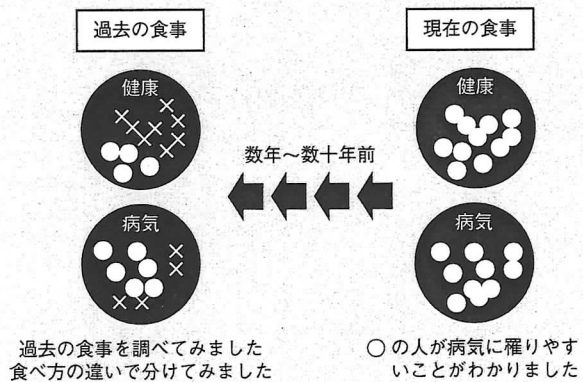 過去の食事
現在の食事
健康
健康
数年～数十年前
病気
病気
過去の食事を調べてみました
食べ方の違いで分けてみました
○の人が病気に罹りやす
いことがわかりました